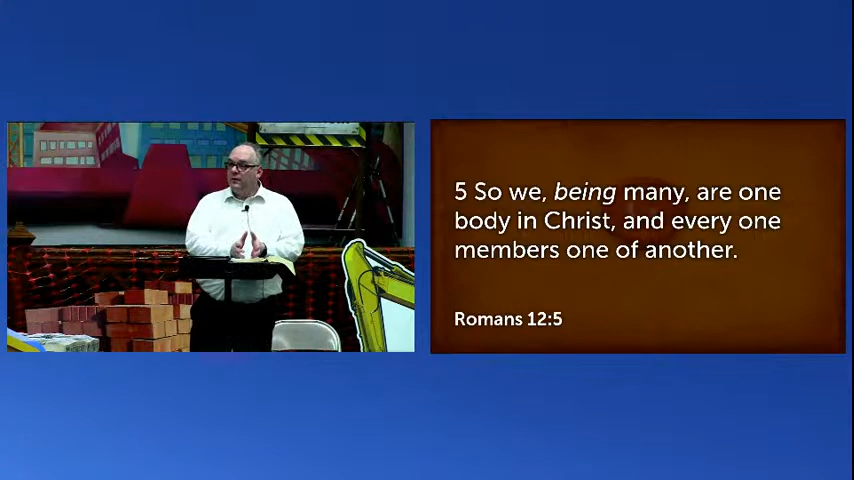 5 So we, being many, are one
body in Christ, and every one
members one of another.
Romans 12:5